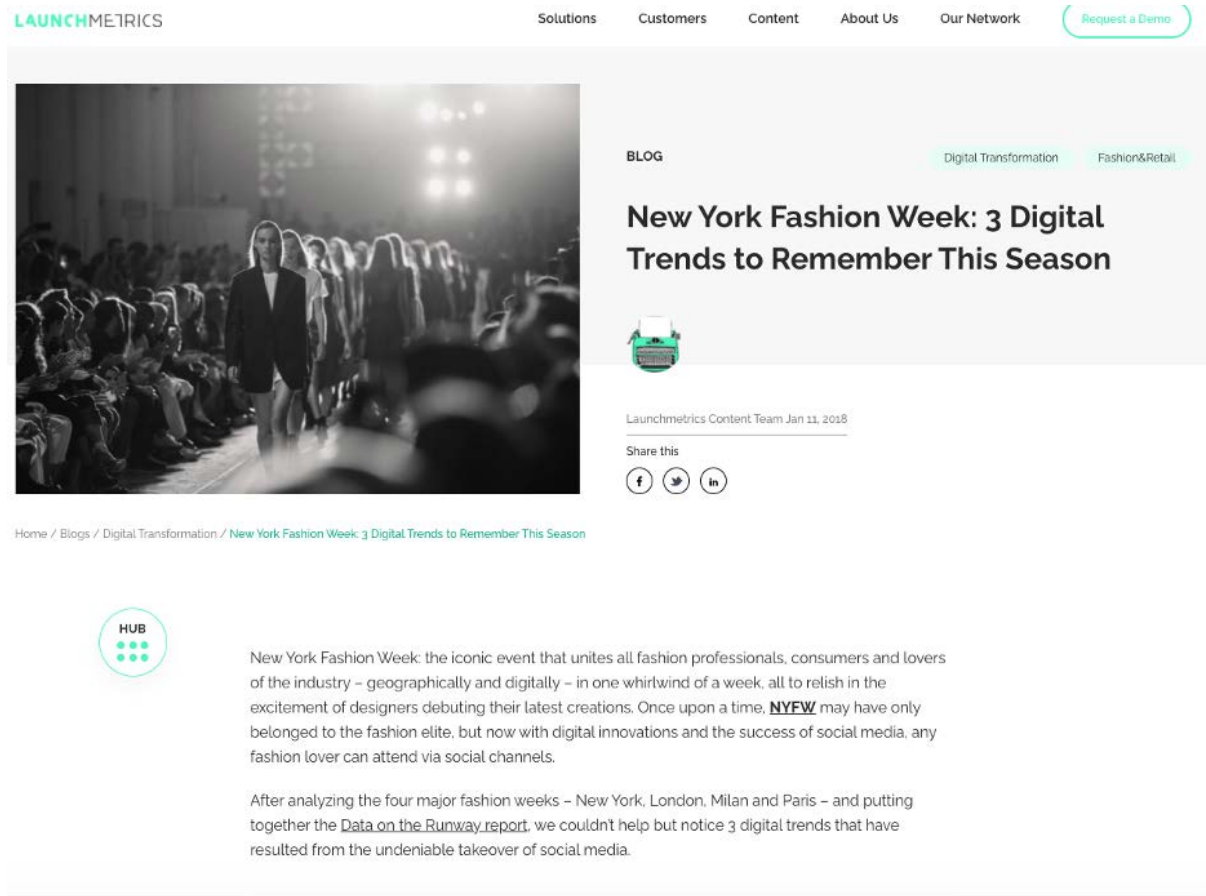 LAUNCHMETRICS
Solutions
Customers
Content
About Us
Our Network
Request a Demo
BLOG
Digital Transformation
Fashion&Retail
New York Fashion Week: 3 Digital
Trends to Remember This Season
Launchmetrics Content Team Jan 11, 2018
Share this
f
in
Home / Blogs / Digital Transformation / New York Fashion Week: 3 Digital Trends to Remember This Season
HUB
New York Fashion Week: the iconic event that unites all fashion professionals, consumers and lovers
of the industry – geographically and digitally – in one whirlwind of a week, all to relish in the
excitement of designers debuting their latest creations. Once upon a time, NYFW may have only
belonged to the fashion elite, but now with digital innovations and the success of social media, any
fashion lover can attend via social channels.
After analyzing the four major fashion weeks – New York, London, Milan and Paris – and putting
together the Data on the Runway report, we couldn't help but notice 3 digital trends that have
resulted from the undeniable takeover of social media.